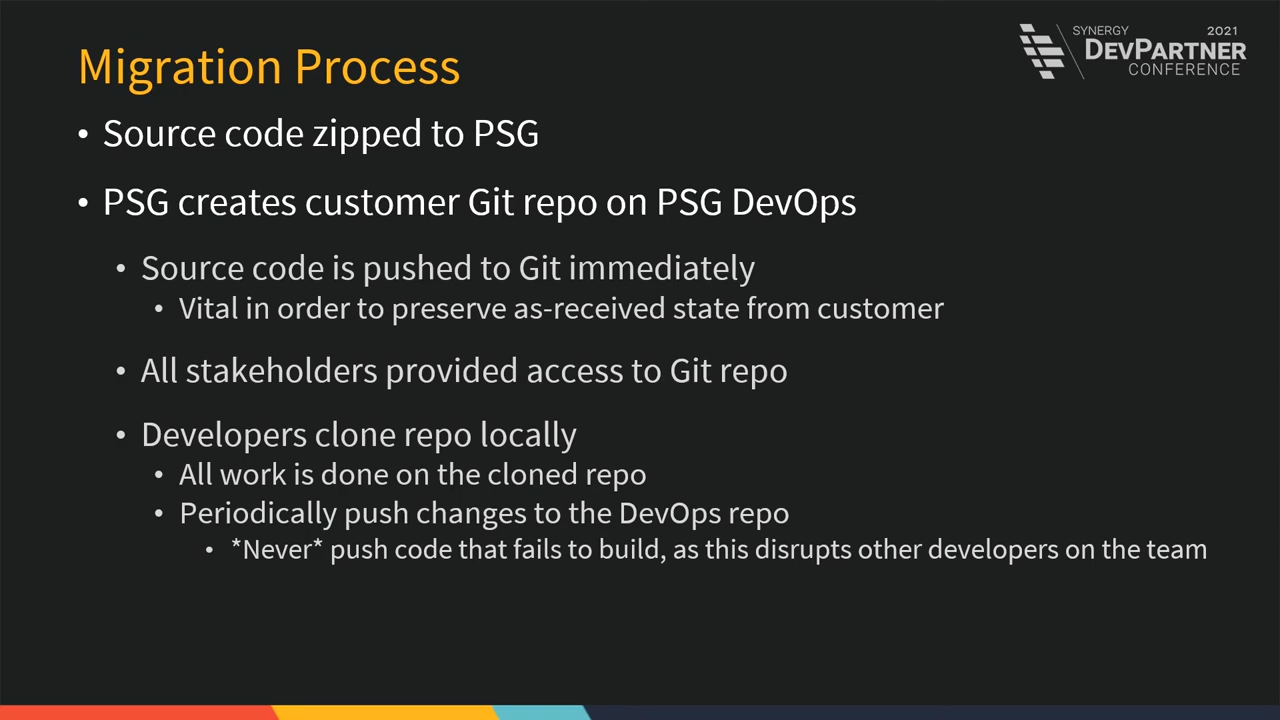 Migration Process
SYNERGY 2021
DEVPARTNER
CONFERENCE
• Source code zipped to PSG
• PSG creates customer Git repo on PSG DevOps
• Source code is pushed to Git immediately
• Vital in order to preserve as-received state from customer
• All stakeholders provided access to Git repo
• Developers clone repo locally
• All work is done on the cloned repo
• Periodically push changes to the DevOps repo
• *Never* push code that fails to build, as this disrupts other developers on the team